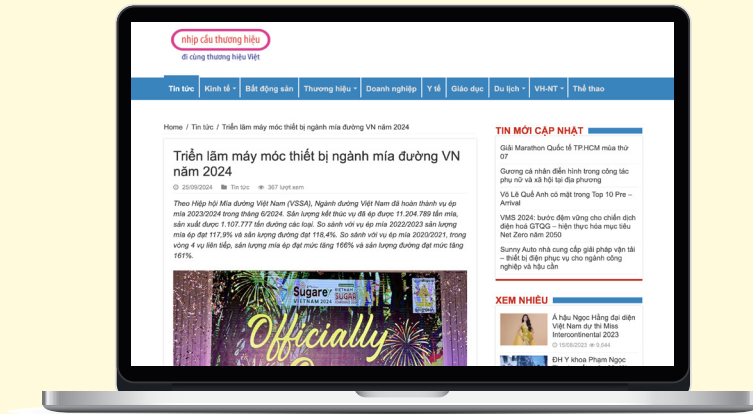 nhịp cầu thương hiệu
đi cùng thương hiệu Việt
Tin tức Kinh tế Bất động sản Thương hiệu Doanh nghiệp Y tế Giáo dục Du lịch VH-NT Thể thao
Home / Tin tức / Triển lãm máy móc thiết bị ngành mía đường VN năm 2024
Triển lãm máy móc thiết bị ngành mía đường VN
năm 2024
25/09/2024 Tin tức 367 lượt xem
Theo Hiệp hội Mía đường Việt Nam (VSSA), Ngành đường Việt Nam đã hoàn thành vụ ép
mía 2023/2024 trong tháng 6/2024. Sản lượng kết thúc vụ đã ép được 11.204.789 tấn mía,
sản xuất được 1.107.777 tấn đường các loại. So sánh với vụ ép mía 2022/2023 sản lượng
mía ép đạt 117,9% và sản lượng đường đạt 118,4%. So sánh với vụ ép mía 2020/2021, trong
vòng 4 vụ liên tiếp, sản lượng mía ép đạt mức tăng 166% và sản lượng đường đạt mức tăng
161%.
Sugarex
VIETNAM 2024
VIETNAM
SUGAR
Officially
TIN MỚI CẬP NHẬT
Giải Marathon Quốc tế TP.HCM mùa thứ
07
Gương cá nhân điển hình trong công tác
phụ nữ và xã hội tại địa phương
Võ Lê Quế Anh có mặt trong Top 10 Pre –
Arrival
VMS 2024: bước đệm vững cho chiến dịch
điện hoá GTQG – hiện thực hóa mục tiêu
Net Zero năm 2050
Sunny Auto nhà cung cấp giải pháp vận tải
– thiết bị điện phục vụ cho ngành công
nghiệp và hậu cần
XEM NHIỀU
Á hậu Ngọc Hằng đại diện
Việt Nam dự thi Miss
Intercontinental 2023
15/08/2023 9.644
ĐH Y khoa Phạm Ngọc